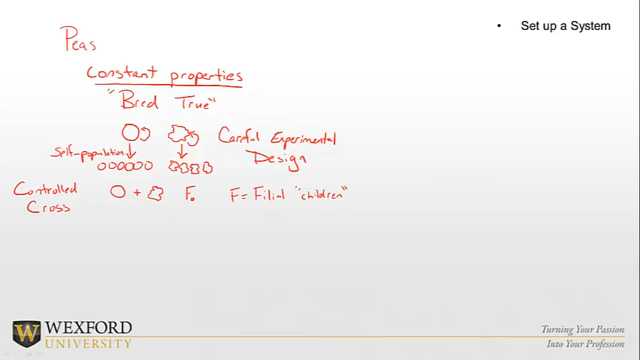 • Set up a System
Peas
Constant properties
"Bred True"
Careful Experimental
Design
Self-population
Controlled
Cross
+
F₀
F = Filial "children"
W
WEXFORD
UNIVERSITY
Turning Your Passion
Into Your Profession